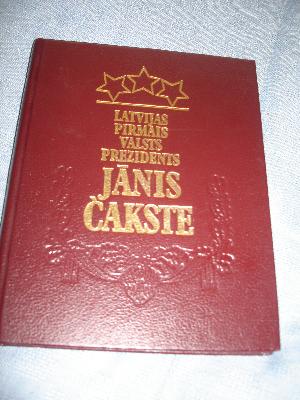 LATVIJAS
PIRMAIS
VALSTS
PREZIDENTS
JĀNIS
ČAKSTE